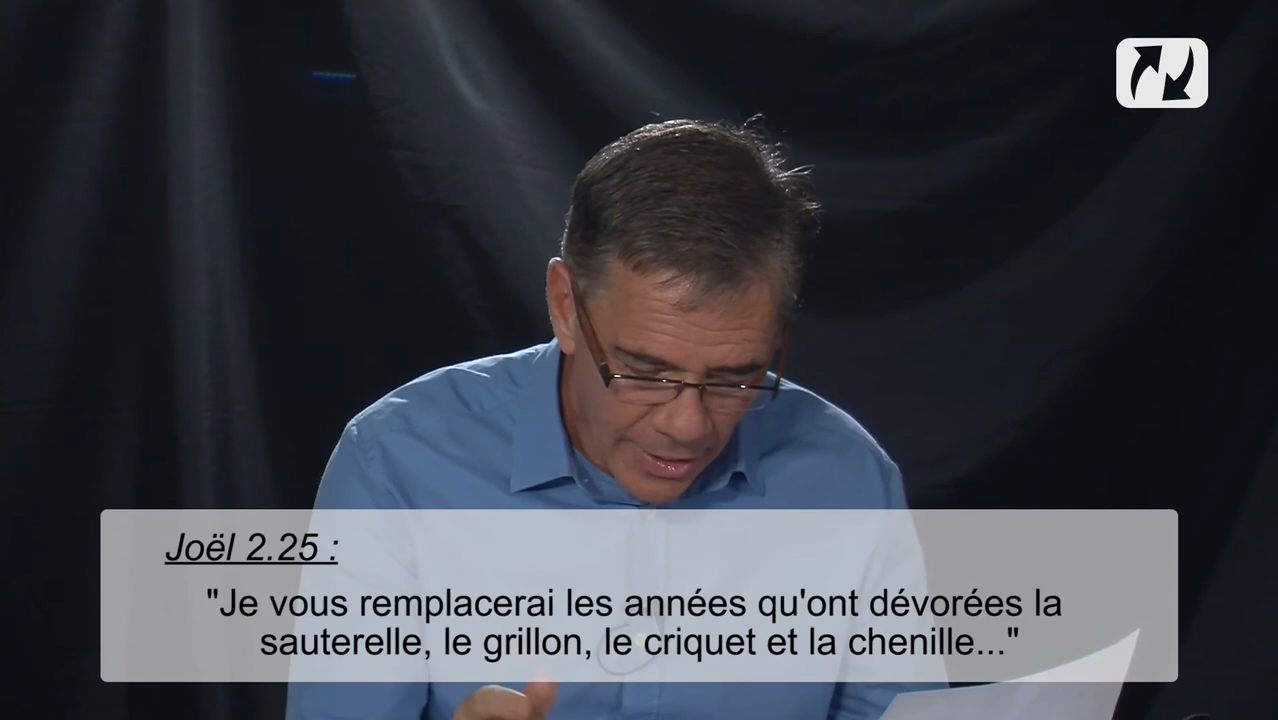 Joël 2.25 :
"Je vous remplacerai les années qu'ont dévorées la
sauterelle, le grillon, le criquet et la chenille..."